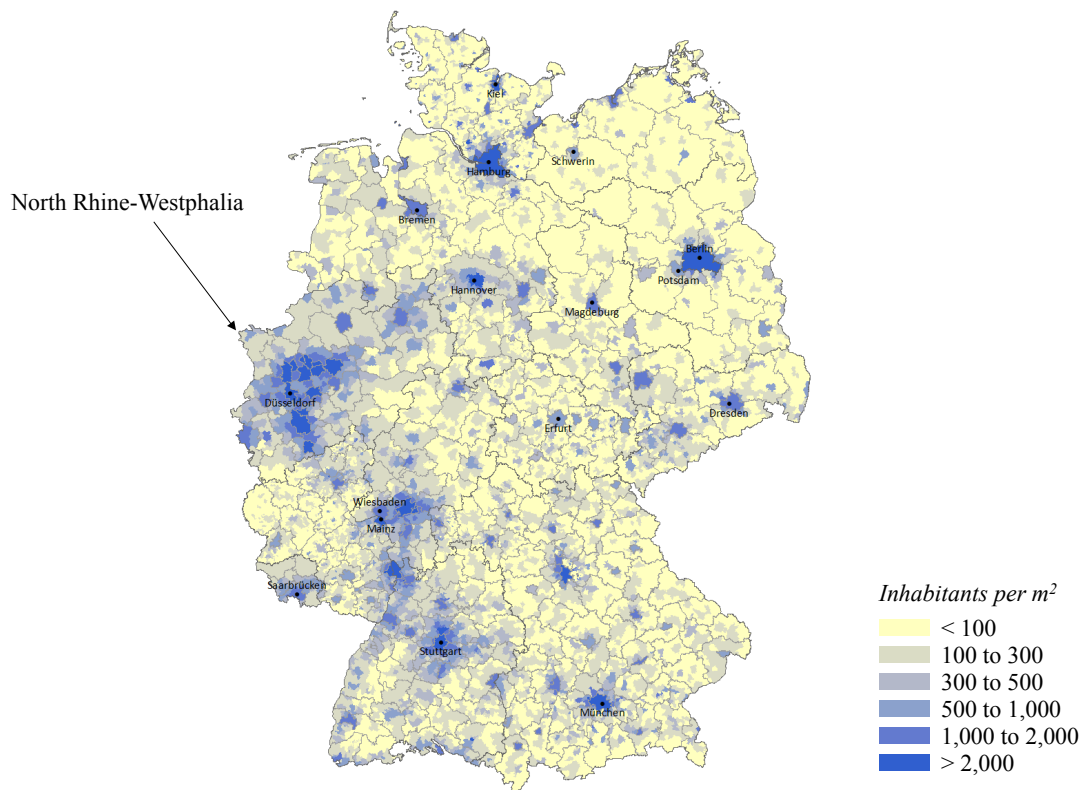 Kiel
Schwerin
Hamburg
North Rhine-Westphalia
Bremen
Berlin
Potsdam
Hannover
Magdeburg
Düsseldorf
Dresden
Erfurt
Wiesbaden
Mainz
Saarbrücken
Stuttgart
München
Inhabitants per m²
< 100
100 to 300
300 to 500
500 to 1,000
1,000 to 2,000
> 2,000